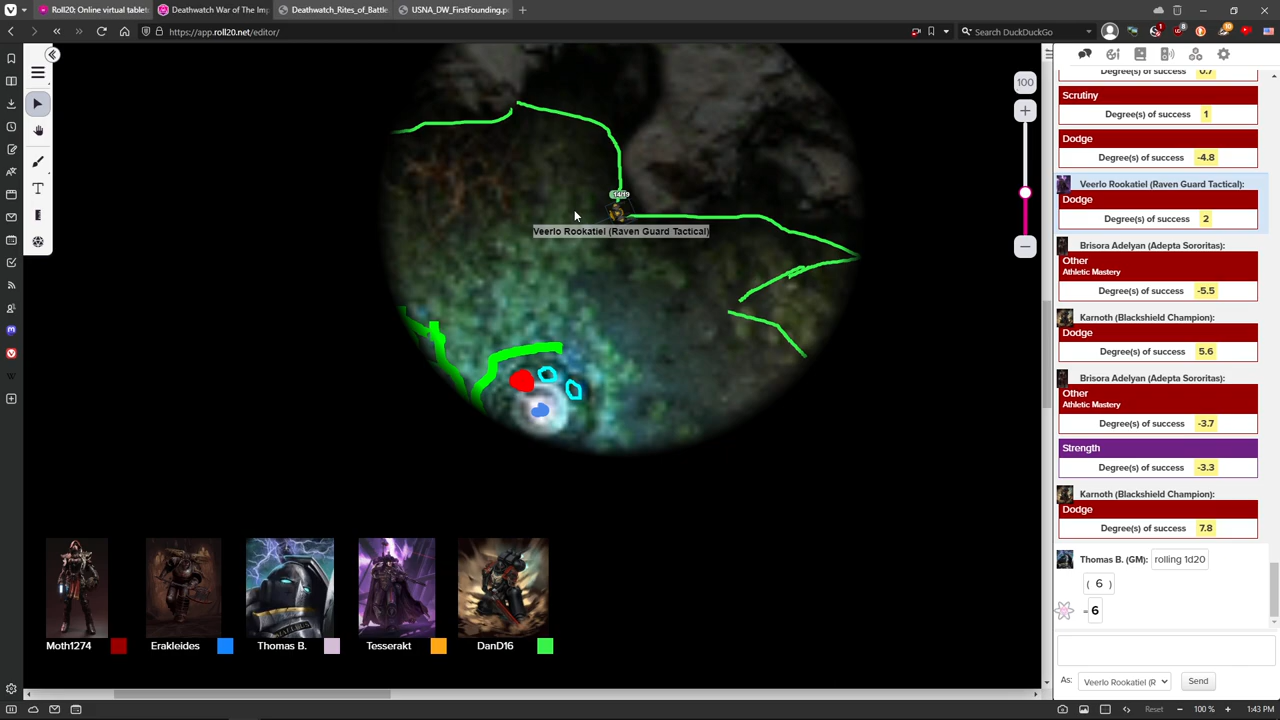 Roll20: Online virtual tablet
Deathwatch War of The Imp
Deathwatch_Rites_of_Battle
USNA_DW_FirstFounding.p
https://app.roll20.net/editor/
Search DuckDuckGo
100
Degree(s) of success 0.7
Scrutiny
Degree(s) of success 1
Dodge
Degree(s) of success -4.8
Veerlo Rookatiel (Raven Guard Tactical):
Dodge
Degree(s) of success 2
Brisora Adelyan (Adepta Sororitas):
Other
Athletic Mastery
Degree(s) of success -5.5
Karnoth (Blackshield Champion):
Dodge
Degree(s) of success 5.6
Brisora Adelyan (Adepta Sororitas):
Other
Athletic Mastery
Degree(s) of success -3.7
Strength
Degree(s) of success -3.3
Karnoth (Blackshield Champion):
Dodge
Degree(s) of success 7.8
Thomas B. (GM): rolling 1d20
( 6 )
= 6
Veerlo Rookatiel (Raven Guard Tactical)
Moth1274
Erakleides
Thomas B.
Tesserakt
DanD16
As: Veerlo Rookatiel (R
Send
Reset
100 %
1:43 PM